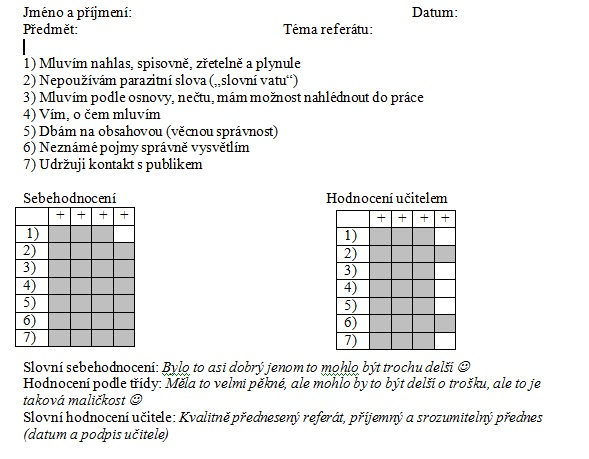 Jméno a příjmení: Datum:
Předmět: Téma referátu:
1) Mluvím nahlas, spisovně, zřetelně a plynule
2) Nepoužívám parazitní slova („slovní vatu“)
3) Mluvím podle osnovy, nečtu, mám možnost nahlédnout do práce
4) Vím, o čem mluvím
5) Dbám na obsahovou (věcnou správnost)
6) Neznámé pojmy správně vysvětlím
7) Udržuji kontakt s publikem
Sebehodnocení Hodnocení učitelem
+ + + + + + + +
1) 1)
2) 2)
3) 3)
4) 4)
5) 5)
6) 6)
7) 7)
Slovní sebehodnocení: Bylo to asi dobrý jenom to mohlo být trochu delší ☺
Hodnocení podle třídy: Měla to velmi pěkné, ale mohlo by to být delší o trošku, ale to je
taková maličkost ☺
Slovní hodnocení učitele: Kvalitně přednesený referát, příjemný a srozumitelný přednes
(datum a podpis učitele)